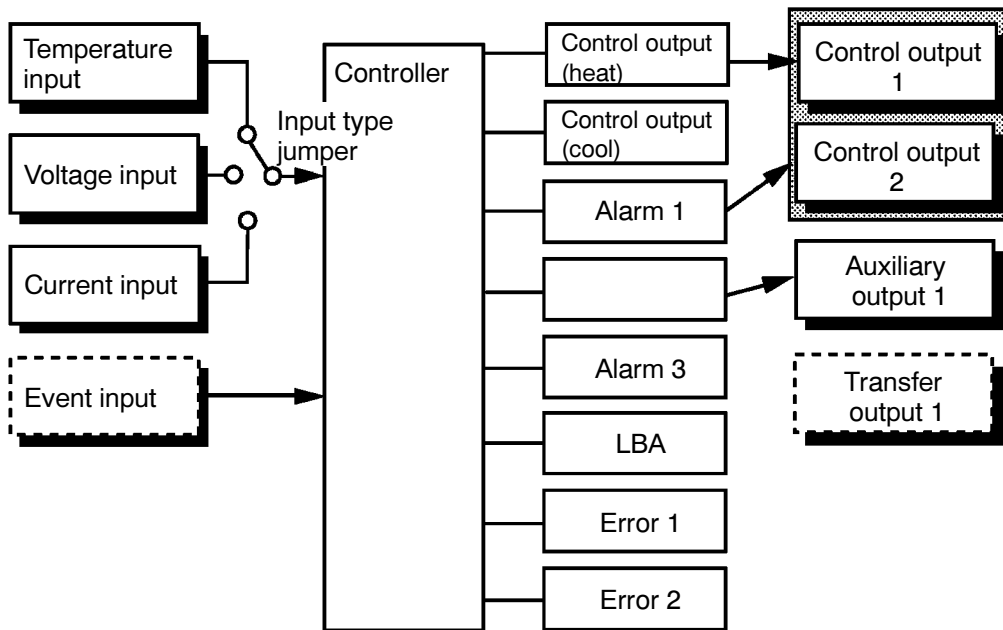 Temperature
input
Voltage input
Current input
Event input
Input type
jumper
Controller
Control output
(heat)
Control output
(cool)
Alarm 1
Alarm 3
LBA
Error 1
Error 2
Control output
1
Control output
2
Auxiliary
output 1
Transfer
output 1